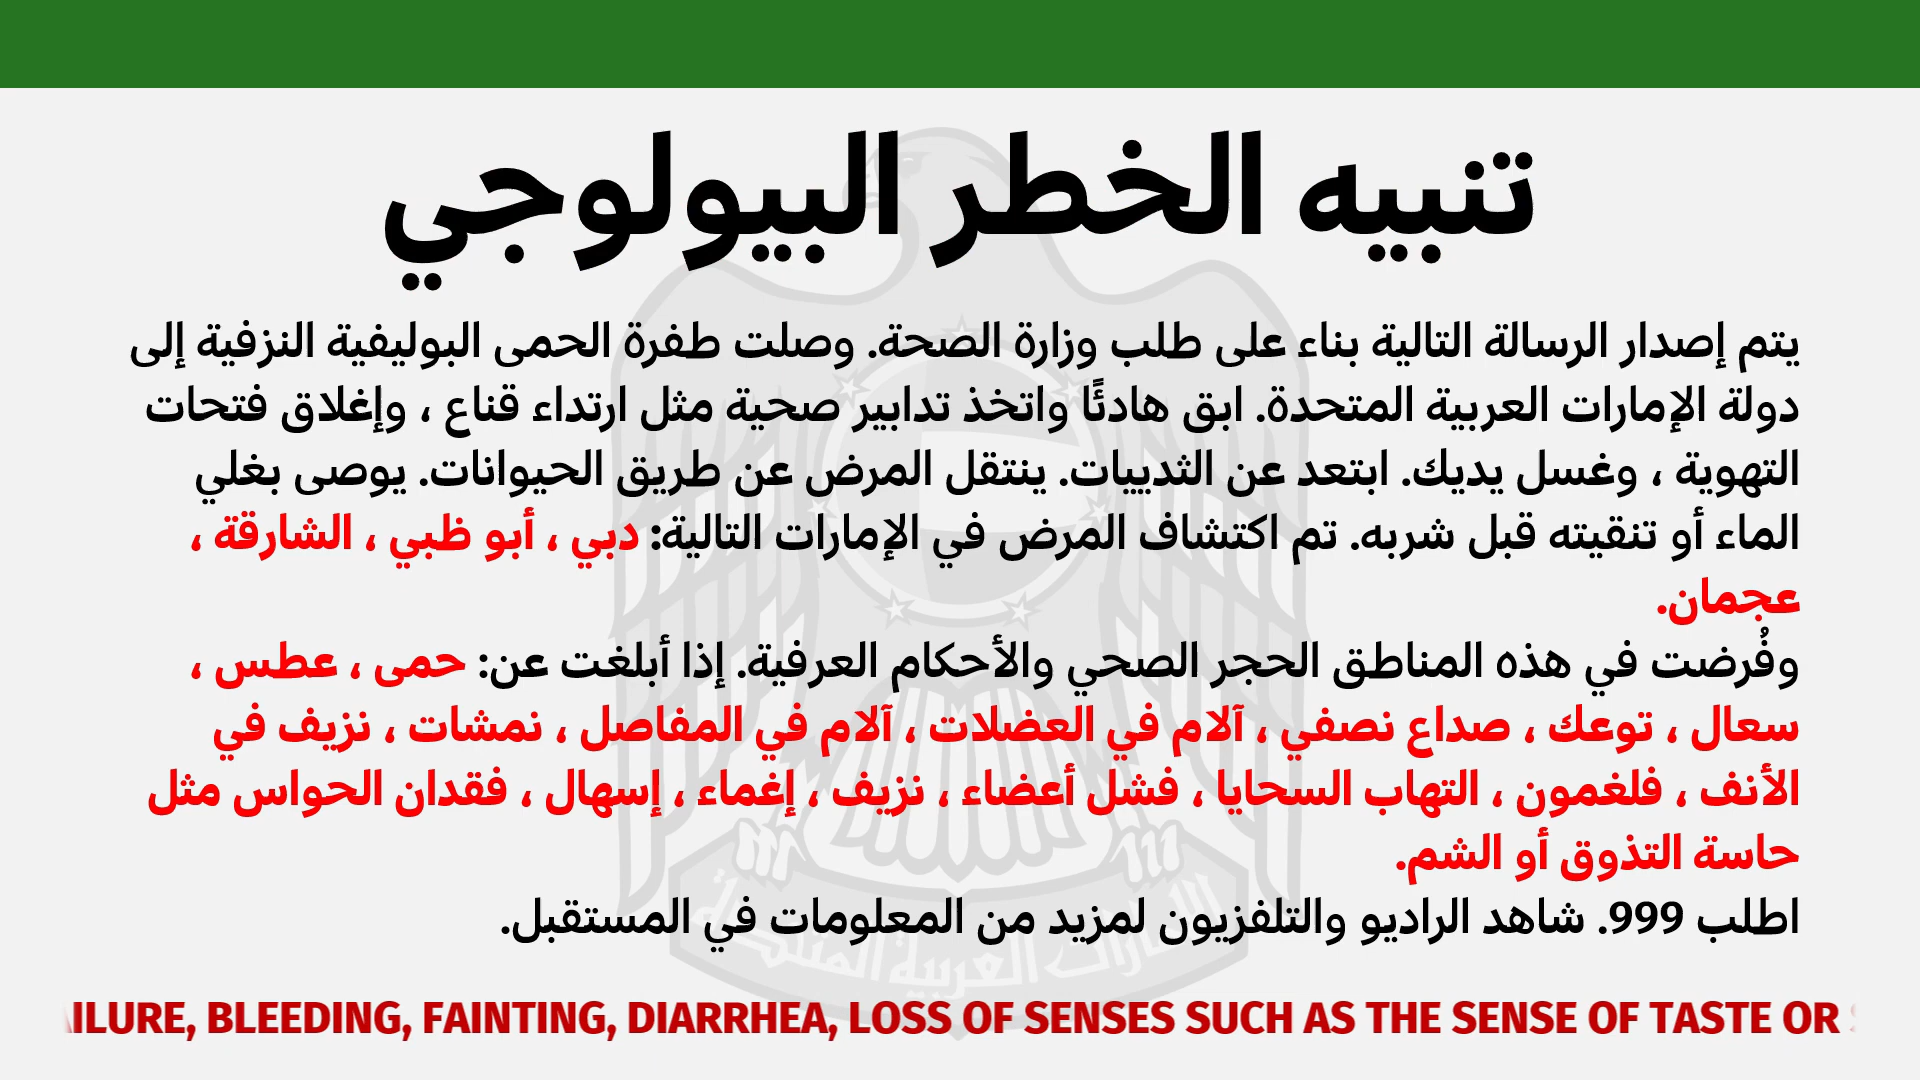 تنبيه الخطر البيولوجي
يتم إصدار الرسالة التالية بناء على طلب وزارة الصحة. وصلت طفرة الحمى البوليفية النزفية إلى
دولة الإمارات العربية المتحدة. ابق هادئًا واتخذ تدابير صحية مثل ارتداء قناع ، وإغلاق فتحات
التهوية ، وغسل يديك. ابتعد عن الثدييات. ينتقل المرض عن طريق الحيوانات. يوصى بغلي
الماء أو تنقيته قبل شربه. تم اكتشاف المرض في الإمارات التالية: دبي ، أبو ظبي ، الشارقة ،
عجمان.
وفُرضت في هذه المناطق الحجر الصحي والأحكام العرفية. إذا أبلغت عن: حمى ، عطس ،
سعال ، توعك ، صداع نصفي ، آلام في العضلات ، آلام في المفاصل ، نمشات ، نزيف في
الأنف ، فلغمون ، التهاب السحايا ، فشل أعضاء ، نزيف ، إغماء ، إسهال ، فقدان الحواس مثل
حاسة التذوق أو الشم.
اطلب 999. شاهد الراديو والتلفزيون لمزيد من المعلومات في المستقبل.
العربية
AILURE, BLEEDING, FAINTING, DIARRHEA, LOSS OF SENSES SUCH AS THE SENSE OF TASTE OR